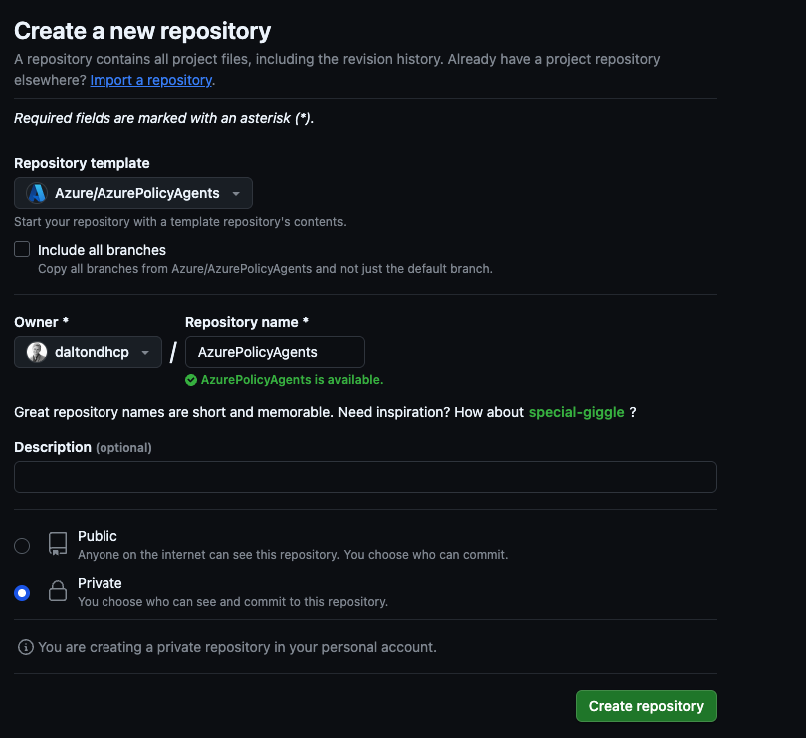 Create a new repository
A repository contains all project files, including the revision history. Already have a project repository
elsewhere? Import a repository.
Required fields are marked with an asterisk (*).
Repository template
Azure/AzurePolicyAgents
Start your repository with a template repository's contents.
Include all branches
Copy all branches from Azure/AzurePolicyAgents and not just the default branch.
Owner * Repository name *
daltondhcp / AzurePolicyAgents
AzurePolicyAgents is available.
Great repository names are short and memorable. Need inspiration? How about special-giggle ?
Description (optional)
Public
Anyone on the internet can see this repository. You choose who can commit.
Private
You choose who can see and commit to this repository.
You are creating a private repository in your personal account.
Create repository